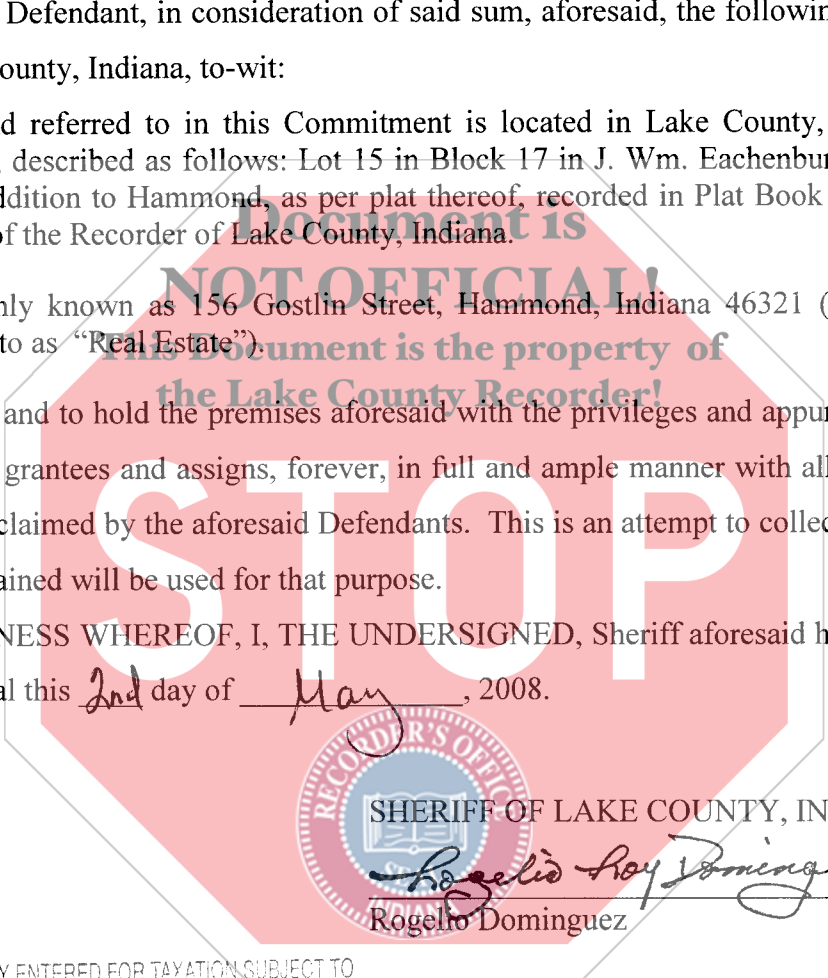 Defendant, in consideration of said sum, aforesaid, the followin
ounty, Indiana, to-wit:
d referred to in this Commitment is located in Lake County,
described as follows: Lot 15 in Block 17 in J. Wm. Eachenbur
ddition to Hammond, as per plat thereof, recorded in Plat Book
of the Recorder of Lake County, Indiana.
Document is
NOT OFFICIAL!
This Document is the property of
the Lake County Recorder!
nly known as 156 Gostlin Street, Hammond, Indiana 46321 (
to as “Real Estate”).
and to hold the premises aforesaid with the privileges and appur
grantees and assigns, forever, in full and ample manner with all
claimed by the aforesaid Defendants. This is an attempt to collec
ained will be used for that purpose.
STOP
NESS WHEREOF, I, THE UNDERSIGNED, Sheriff aforesaid h
al this 2nd day of May, 2008.
RECORDER'S OFFICE
SEAL
INDIANA
SHERIFF OF LAKE COUNTY, IN
Rogelio Roy Doming
Rogelio Dominguez
Y ENTERED FOR TAXATION SUBJECT TO